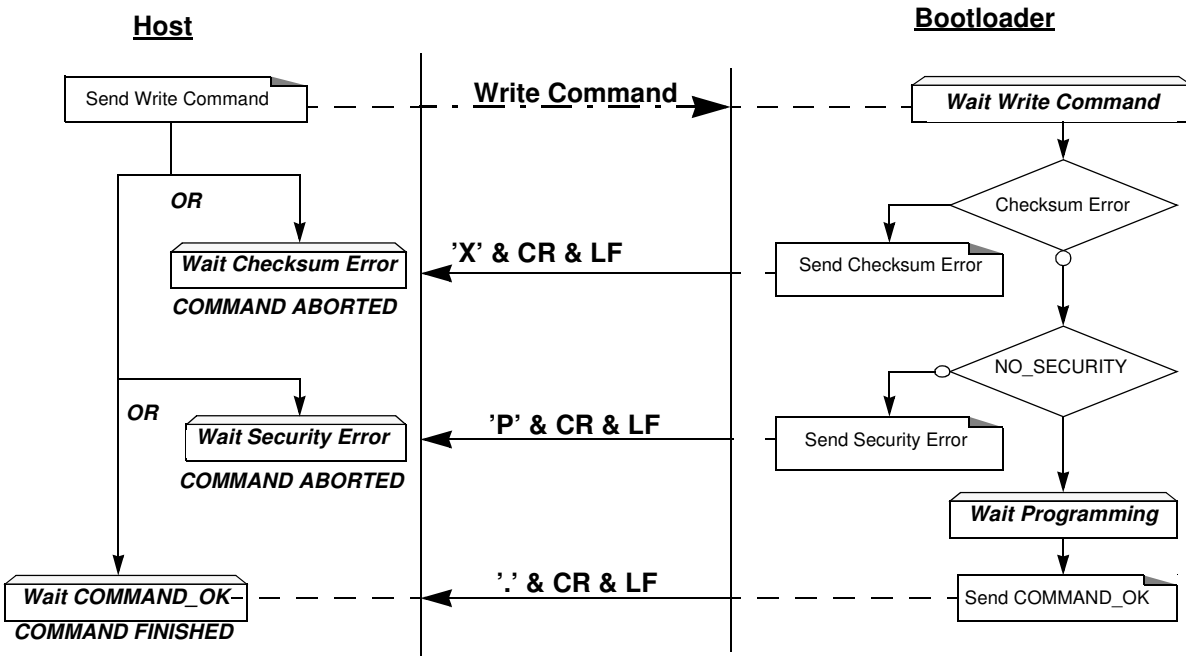 Host
Bootloader
Send Write Command
Write Command
Wait Write Command
OR
Checksum Error
Wait Checksum Error
'X' & CR & LF
Send Checksum Error
COMMAND ABORTED
NO_SECURITY
OR
Wait Security Error
'P' & CR & LF
Send Security Error
COMMAND ABORTED
Wait Programming
Wait COMMAND_OK
'.' & CR & LF
Send COMMAND_OK
COMMAND FINISHED